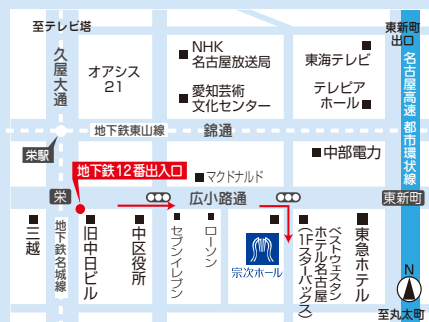 至テレビ塔
久屋大通
オアシス
21
NHK
名古屋放送局
愛知芸術
文化センター
東海テレビ
テレピア
ホール
東新町
出口
名古屋高速 都市環状線
地下鉄東山線
錦通
栄駅
地下鉄12番出入口
マクドナルド
中部電力
栄
広小路通
東新町
三越
地下鉄名城線
旧中日ビル
中区役所
セブンイレブン
ローソン
宗次ホール
ベストウェスタン
ホテル名古屋
(1Fスターバックス)
東急ホテル
N
至丸太町